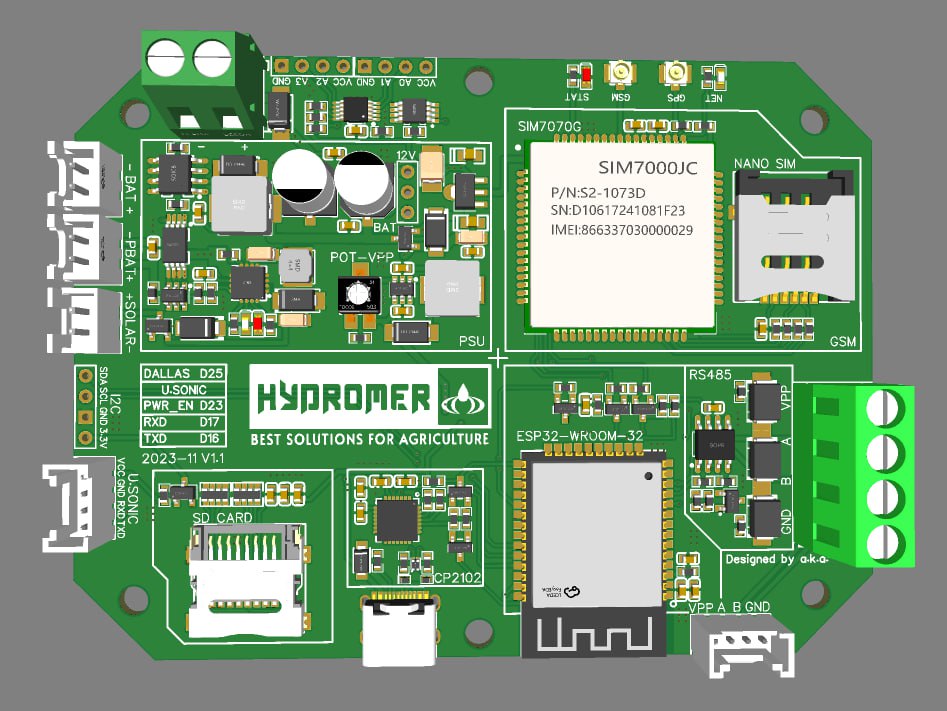 GND A3 A2 VCC GND A1 A0 VCC
STAT
GSM
GPS
NET
SIM7070G
SIM7000JC
P/N:S2-1073D
SN:D10617241081F23
IMEI:866337030000029
NANO SIM
GSM
- BAT +
-PBAT+
+SOLAR-
- +
12V
BAT
POT-VPP
PSU
SDA SCL GND 3.3V
I2C
DALLAS D25
U.SONIC
PWR_EN D23
RXD D17
TXD D16
2023-11 V1.1
HYDROMER
BEST SOLUTIONS FOR AGRICULTURE
VCC GND RXD TXD
U.SONIC
SD CARD
CP2102
ESP32-WROOM-32
RS485
VPP
A
B
GND
Designed by a.k.a.
VPP A B GND